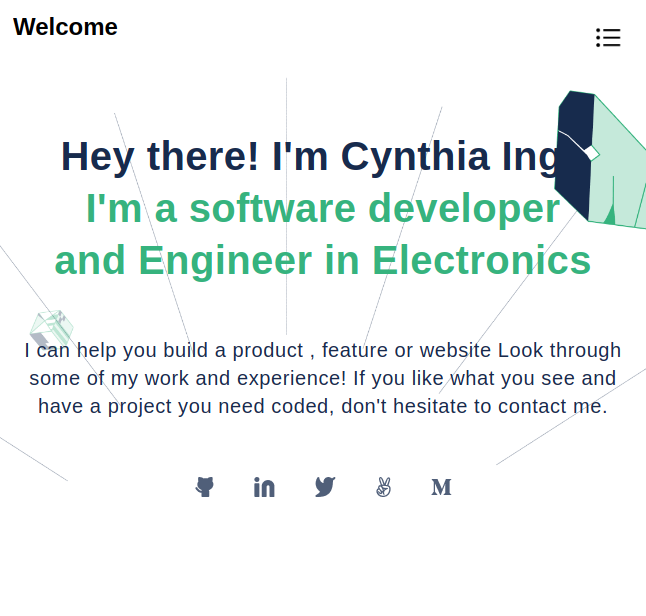 Welcome
Hey there! I'm Cynthia Ing
I'm a software developer
and Engineer in Electronics
I can help you build a product , feature or website Look through
some of my work and experience! If you like what you see and
have a project you need coded, don't hesitate to contact me.